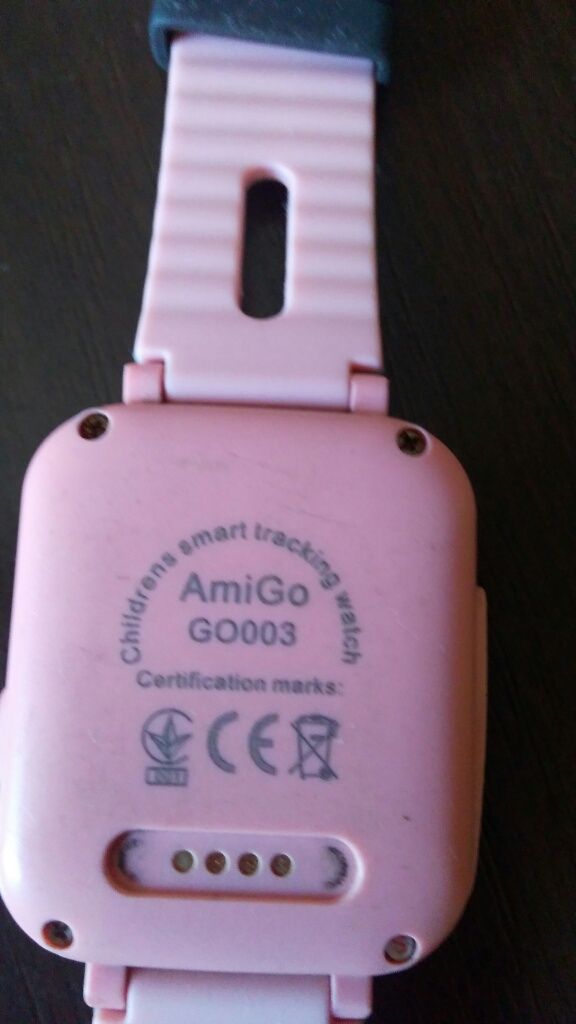 Childrens smart tracking watch
AmiGo
GO003
Certification marks:
CE